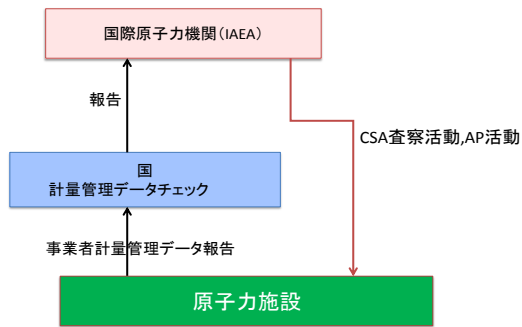 国際原子力機関(IAEA)
報告
CSA査察活動,AP活動
国
計量管理データチェック
事業者計量管理データ報告
原子力施設